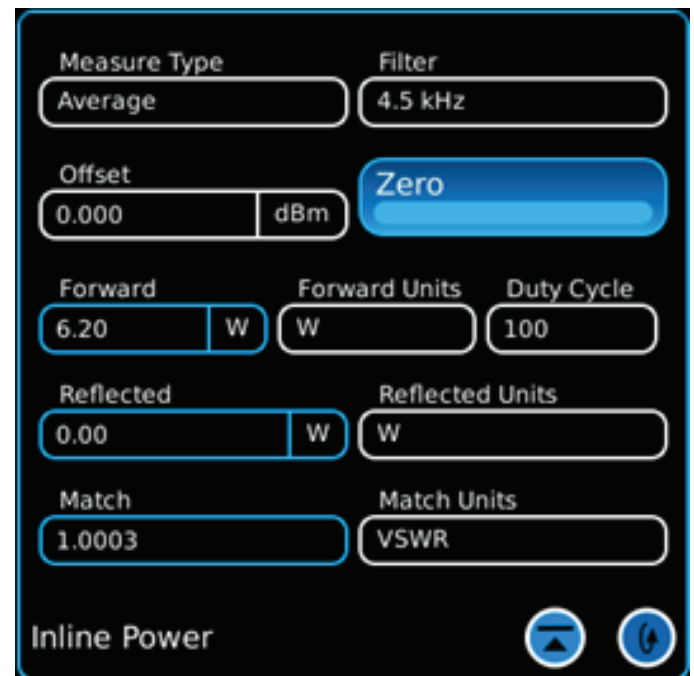 Measure Type Filter
Average 4.5 kHz
Offset Zero
0.000 dBm
Forward Forward Units Duty Cycle
6.20 W W 100
Reflected Reflected Units
0.00 W W
Match Match Units
1.0003 VSWR
Inline Power